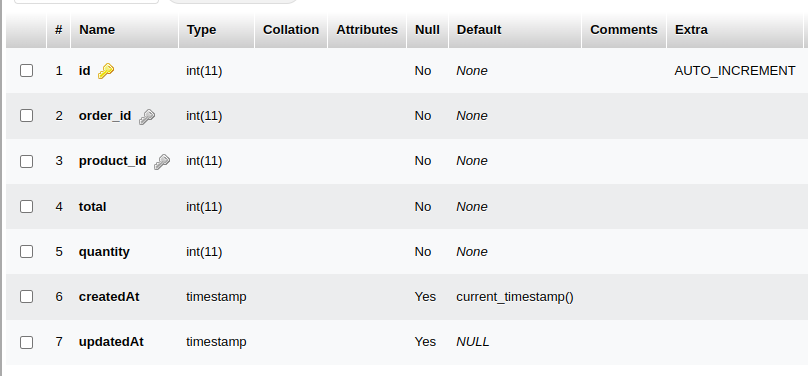 # Name Type Collation Attributes Null Default Comments Extra
1 id int(11) No None AUTO_INCREMENT
2 order_id int(11) No None
3 product_id int(11) No None
4 total int(11) No None
5 quantity int(11) No None
6 createdAt timestamp Yes current_timestamp()
7 updatedAt timestamp Yes NULL